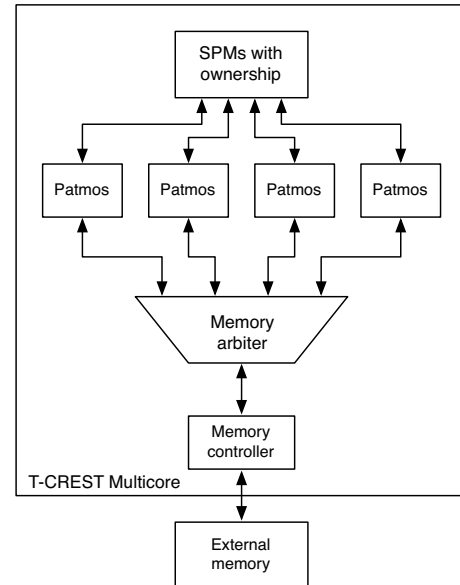 SPMs with
ownership
Patmos
Patmos
Patmos
Patmos
Memory
arbiter
Memory
controller
T-CREST Multicore
External
memory